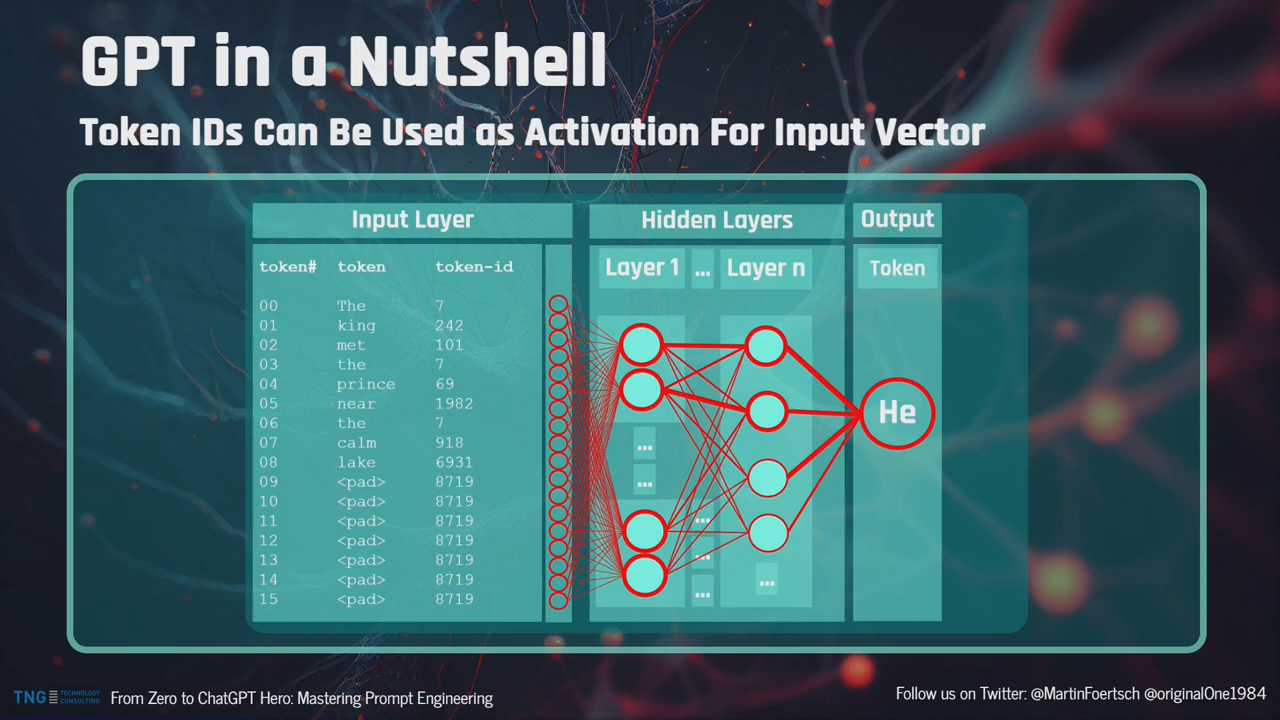 GPT in a Nutshell
Token IDs Can Be Used as Activation For Input Vector
Input Layer
Hidden Layers
Output
token# token token-id
Layer 1 ... Layer n
Token
00 The 7
01 king 242
02 met 101
03 the 7
04 prince 69
05 near 1982
06 the 7
07 calm 918
08 lake 6931
09 <pad> 8719
10 <pad> 8719
11 <pad> 8719
12 <pad> 8719
13 <pad> 8719
14 <pad> 8719
15 <pad> 8719
...
...
...
...
...
...
He
TNG TECHNOLOGY CONSULTING
From Zero to ChatGPT Hero: Mastering Prompt Engineering
Follow us on Twitter: @MartinFoertsch @originalOne1984